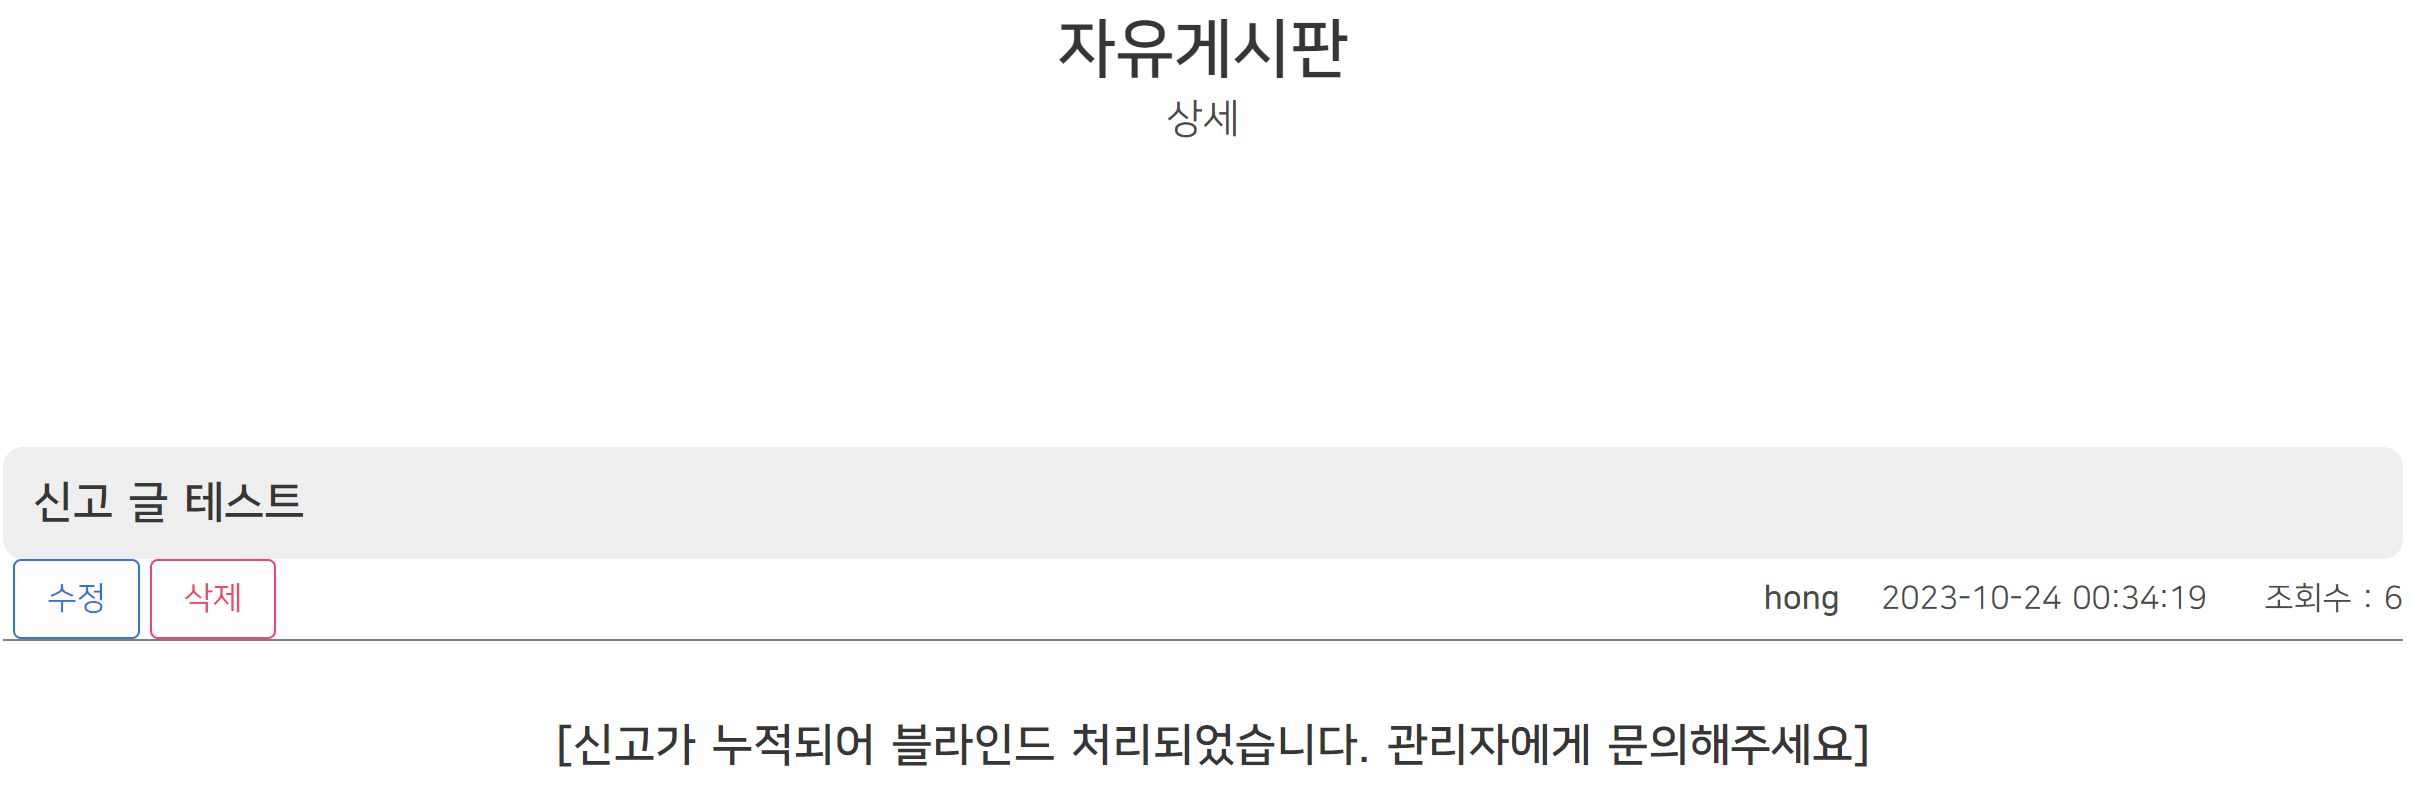 자유게시판
상세
신고 글 테스트
수정 삭제 hong 2023-10-24 00:34:19 조회수 : 6
[신고가 누적되어 블라인드 처리되었습니다. 관리자에게 문의해주세요]